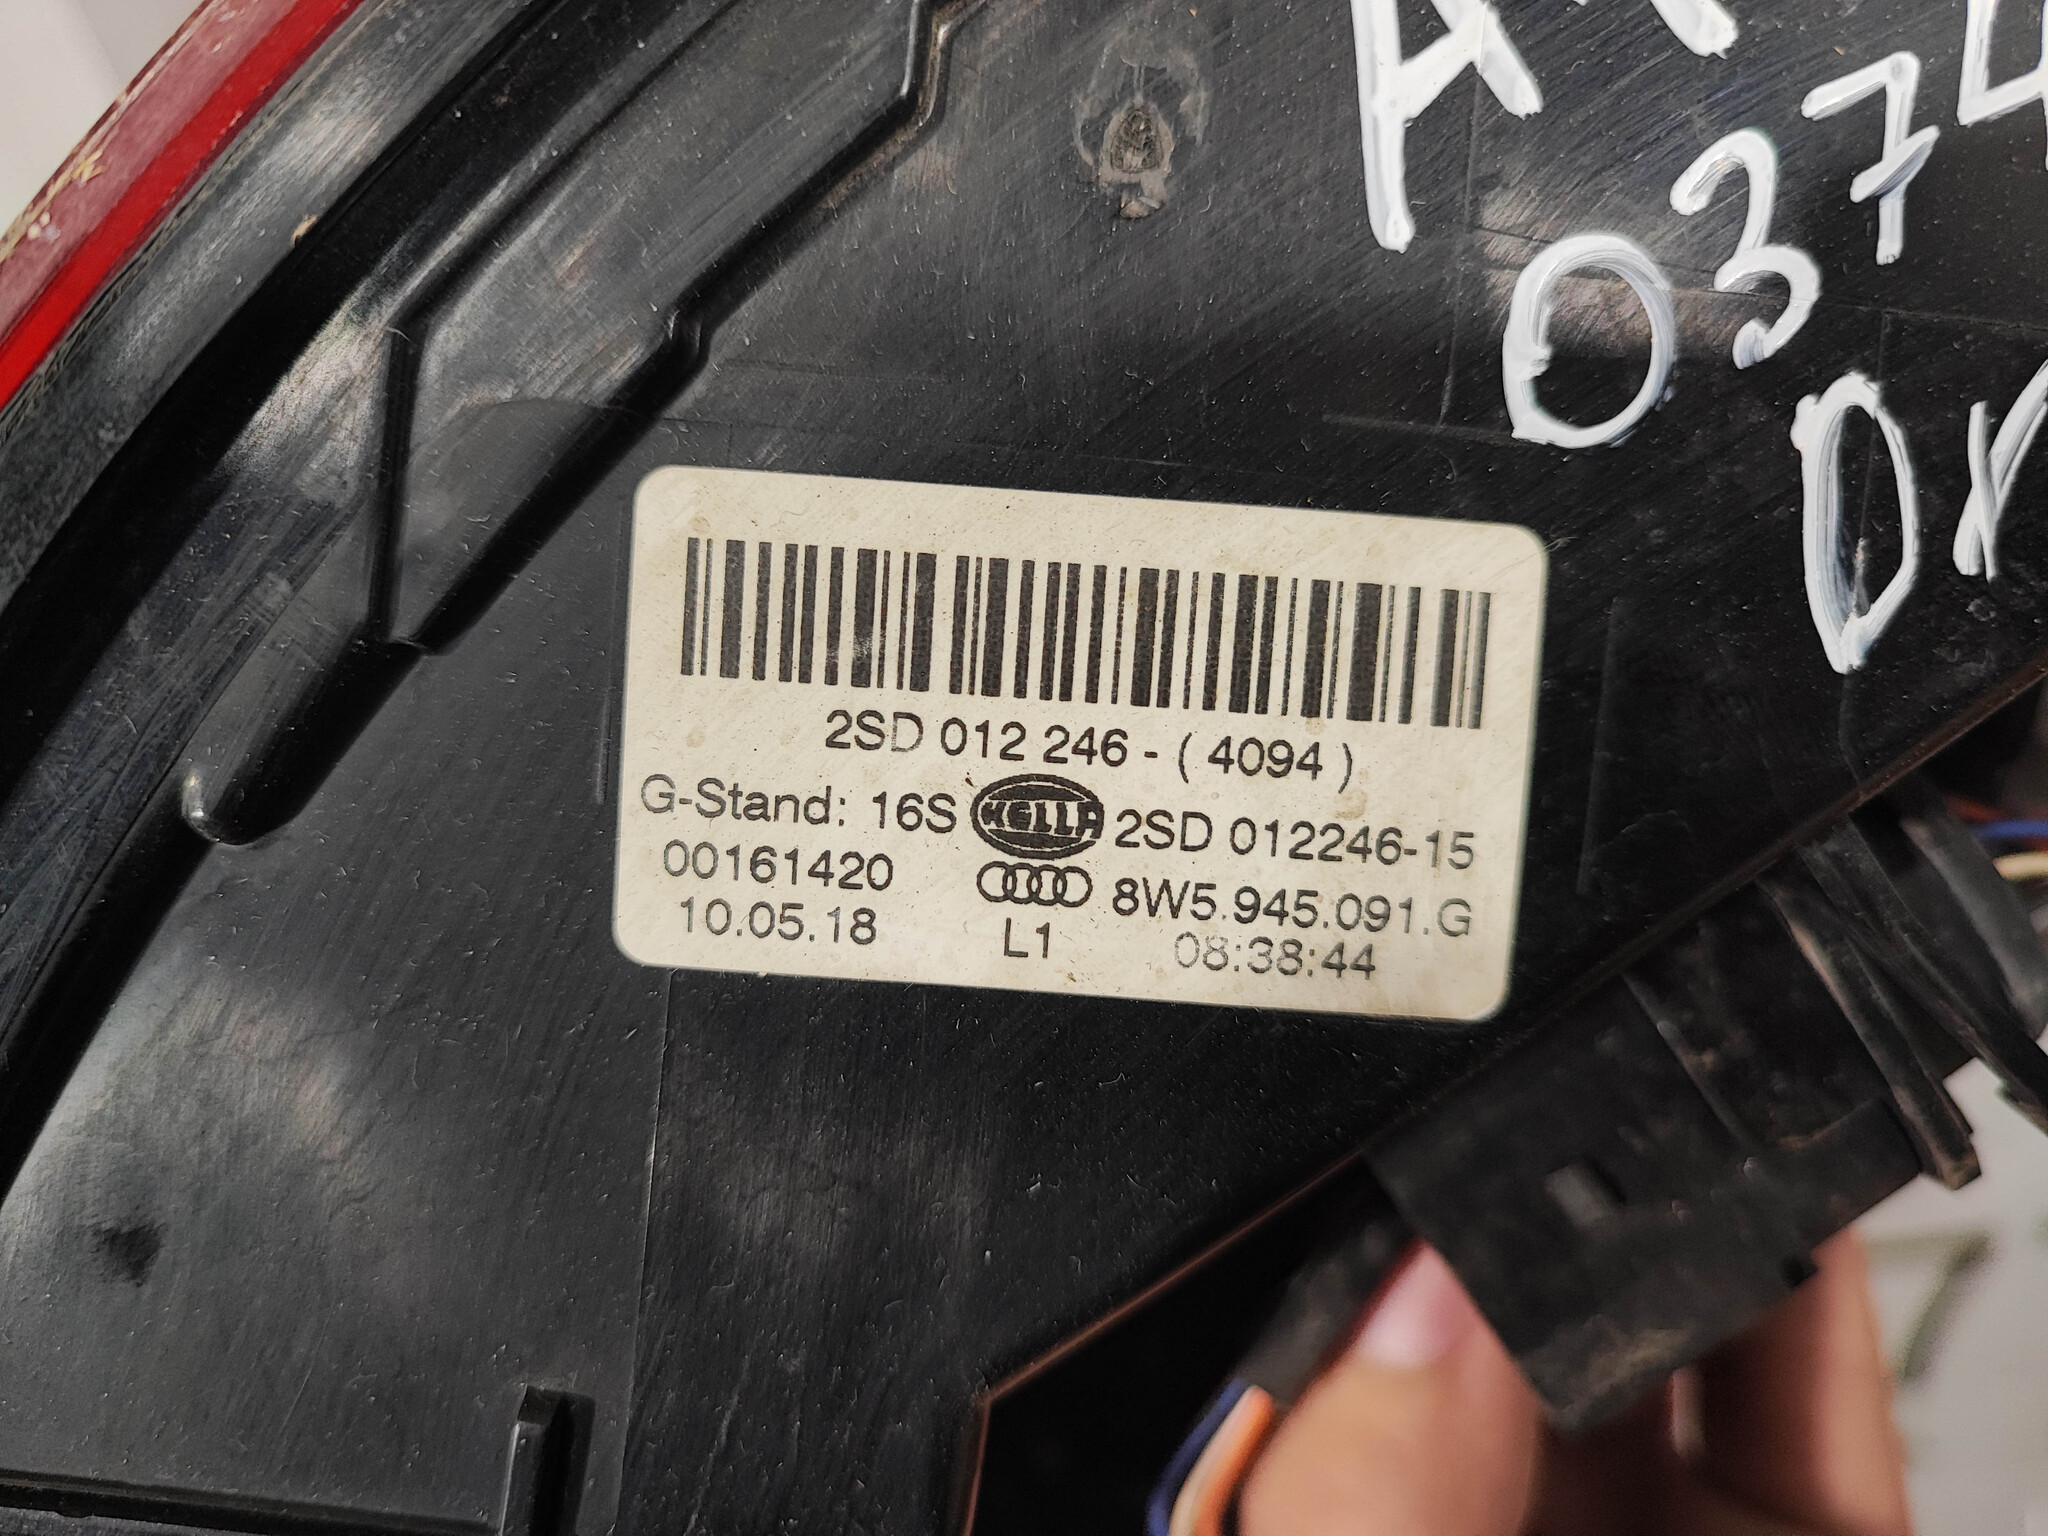 0374
2SD 012 246 - ( 4094 )
G-Stand: 16S HELLA 2SD 012246-15
00161420 8W5.945.091.G
10.05.18 L1 08:38:44